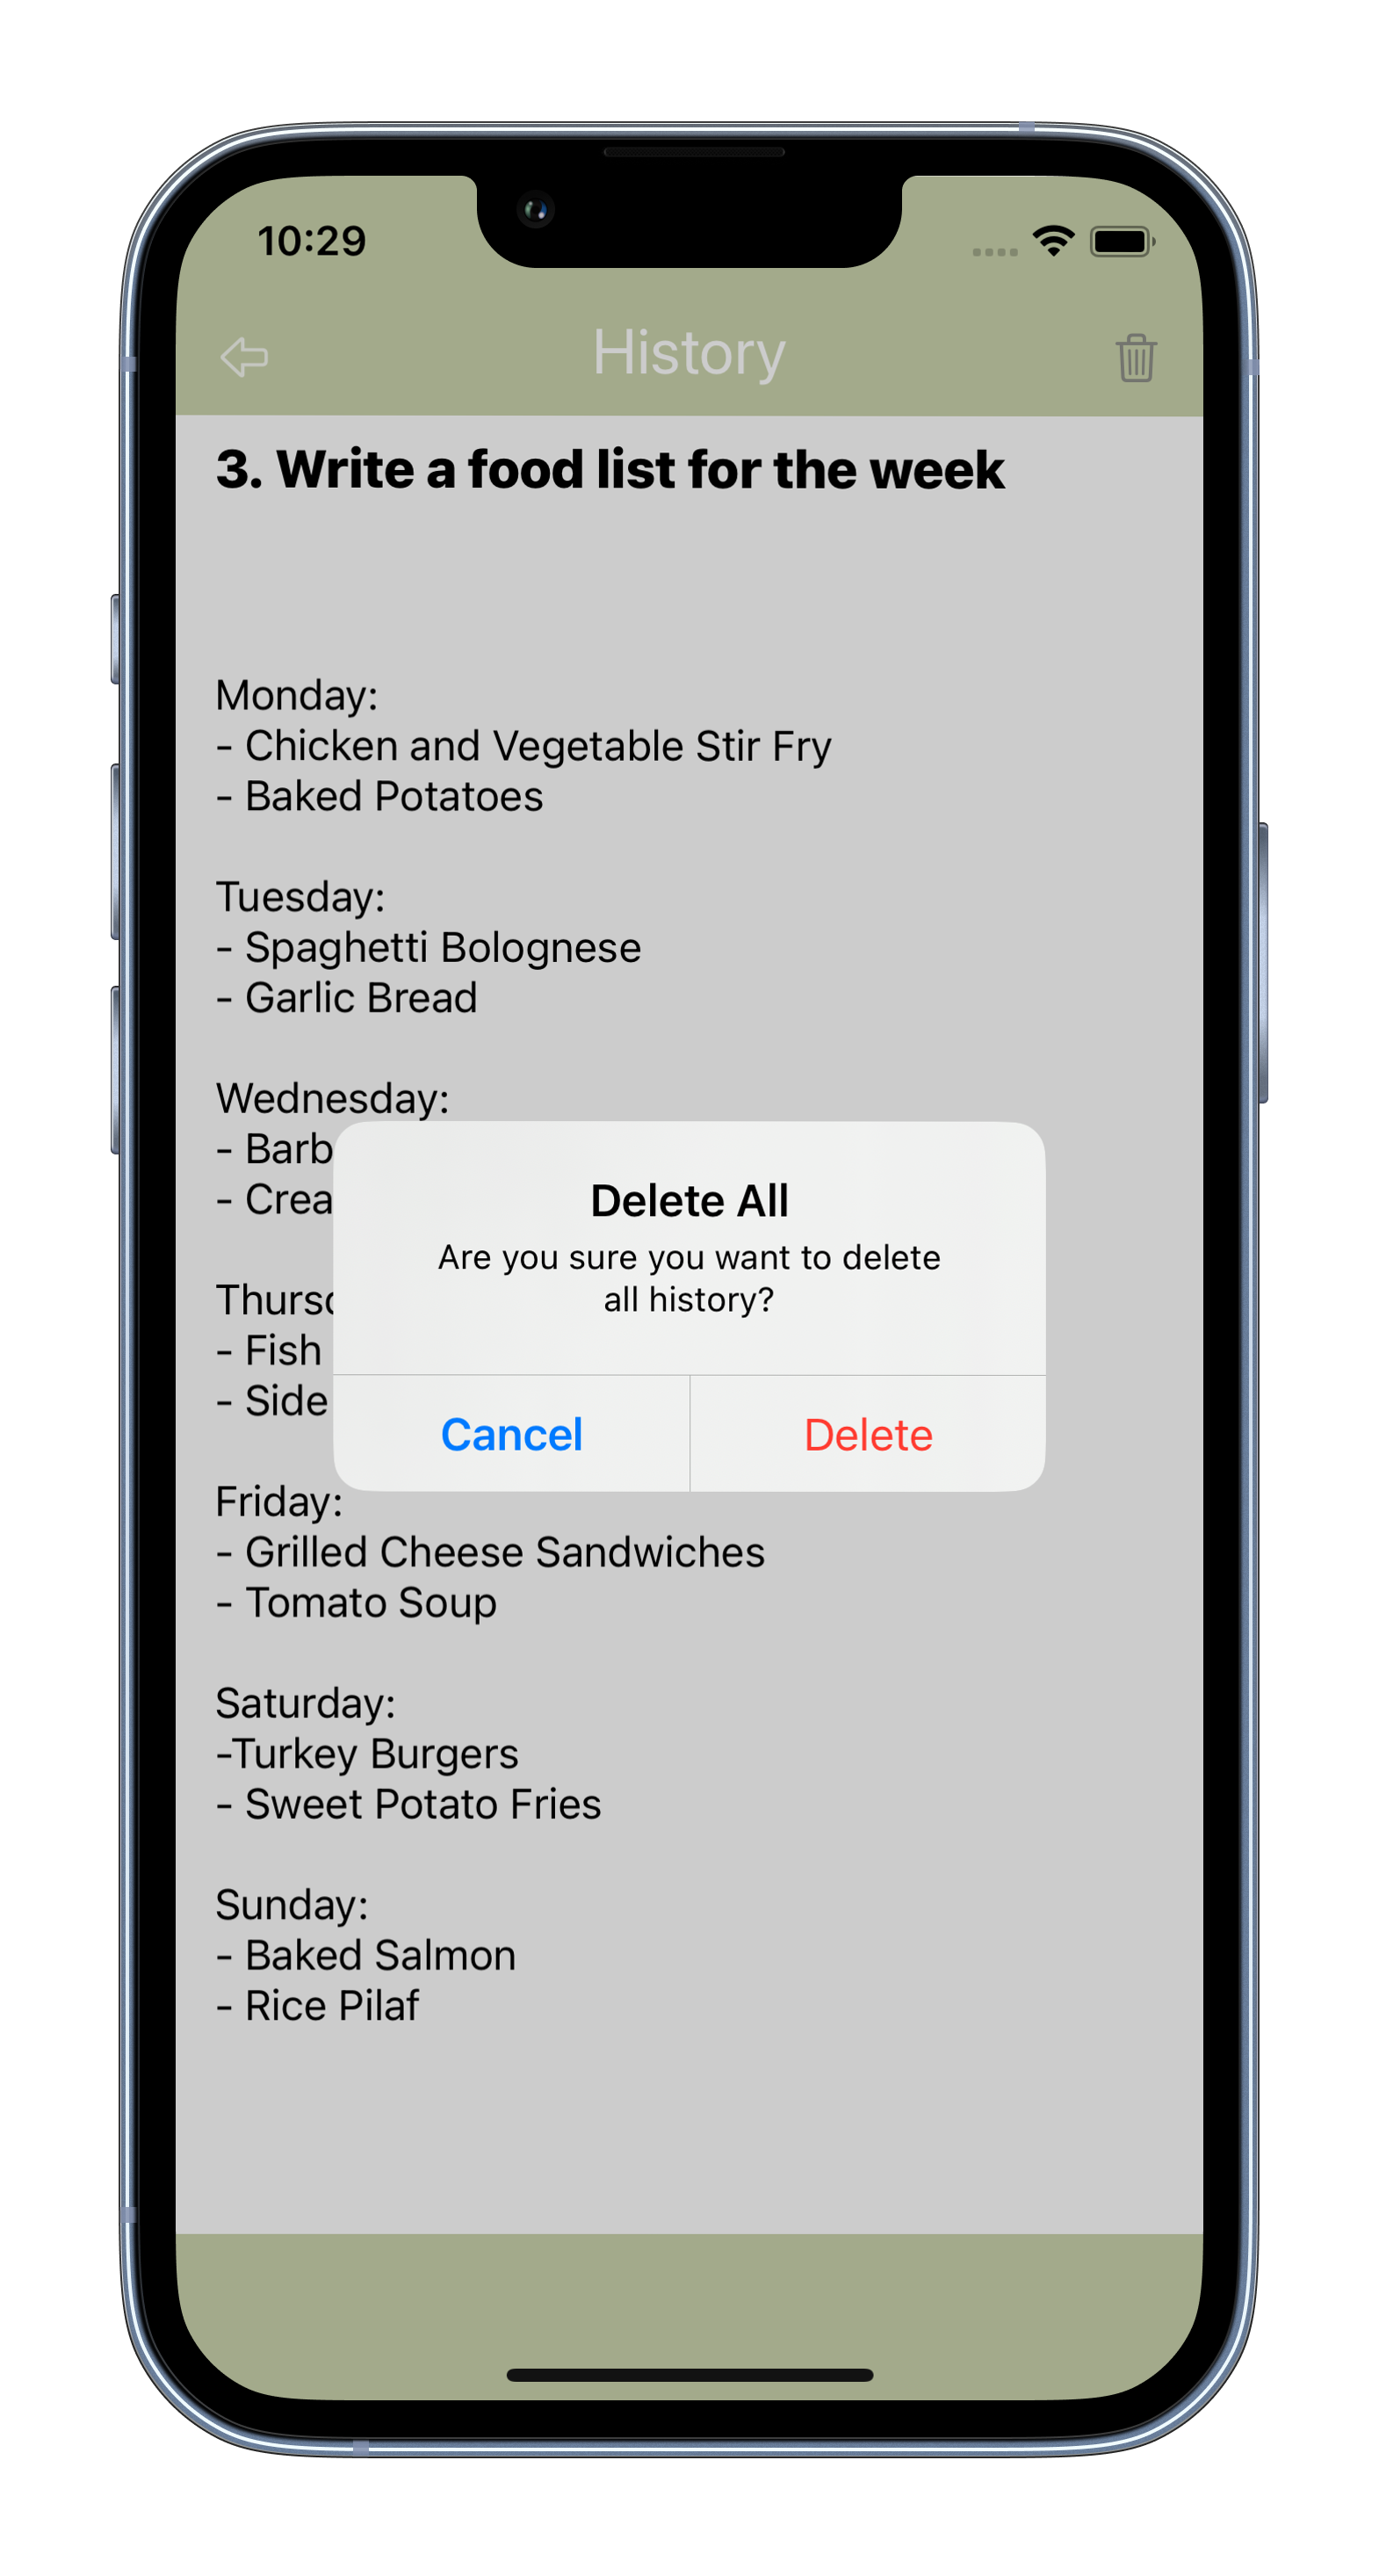 10:29
History
3. Write a food list for the week
Monday:
- Chicken and Vegetable Stir Fry
- Baked Potatoes
Tuesday:
- Spaghetti Bolognese
- Garlic Bread
Wednesday:
- Barb
- Crea
Thurs
- Fish
- Side
Delete All
Are you sure you want to delete
all history?
Cancel
Delete
Friday:
- Grilled Cheese Sandwiches
- Tomato Soup
Saturday:
-Turkey Burgers
- Sweet Potato Fries
Sunday:
- Baked Salmon
- Rice Pilaf